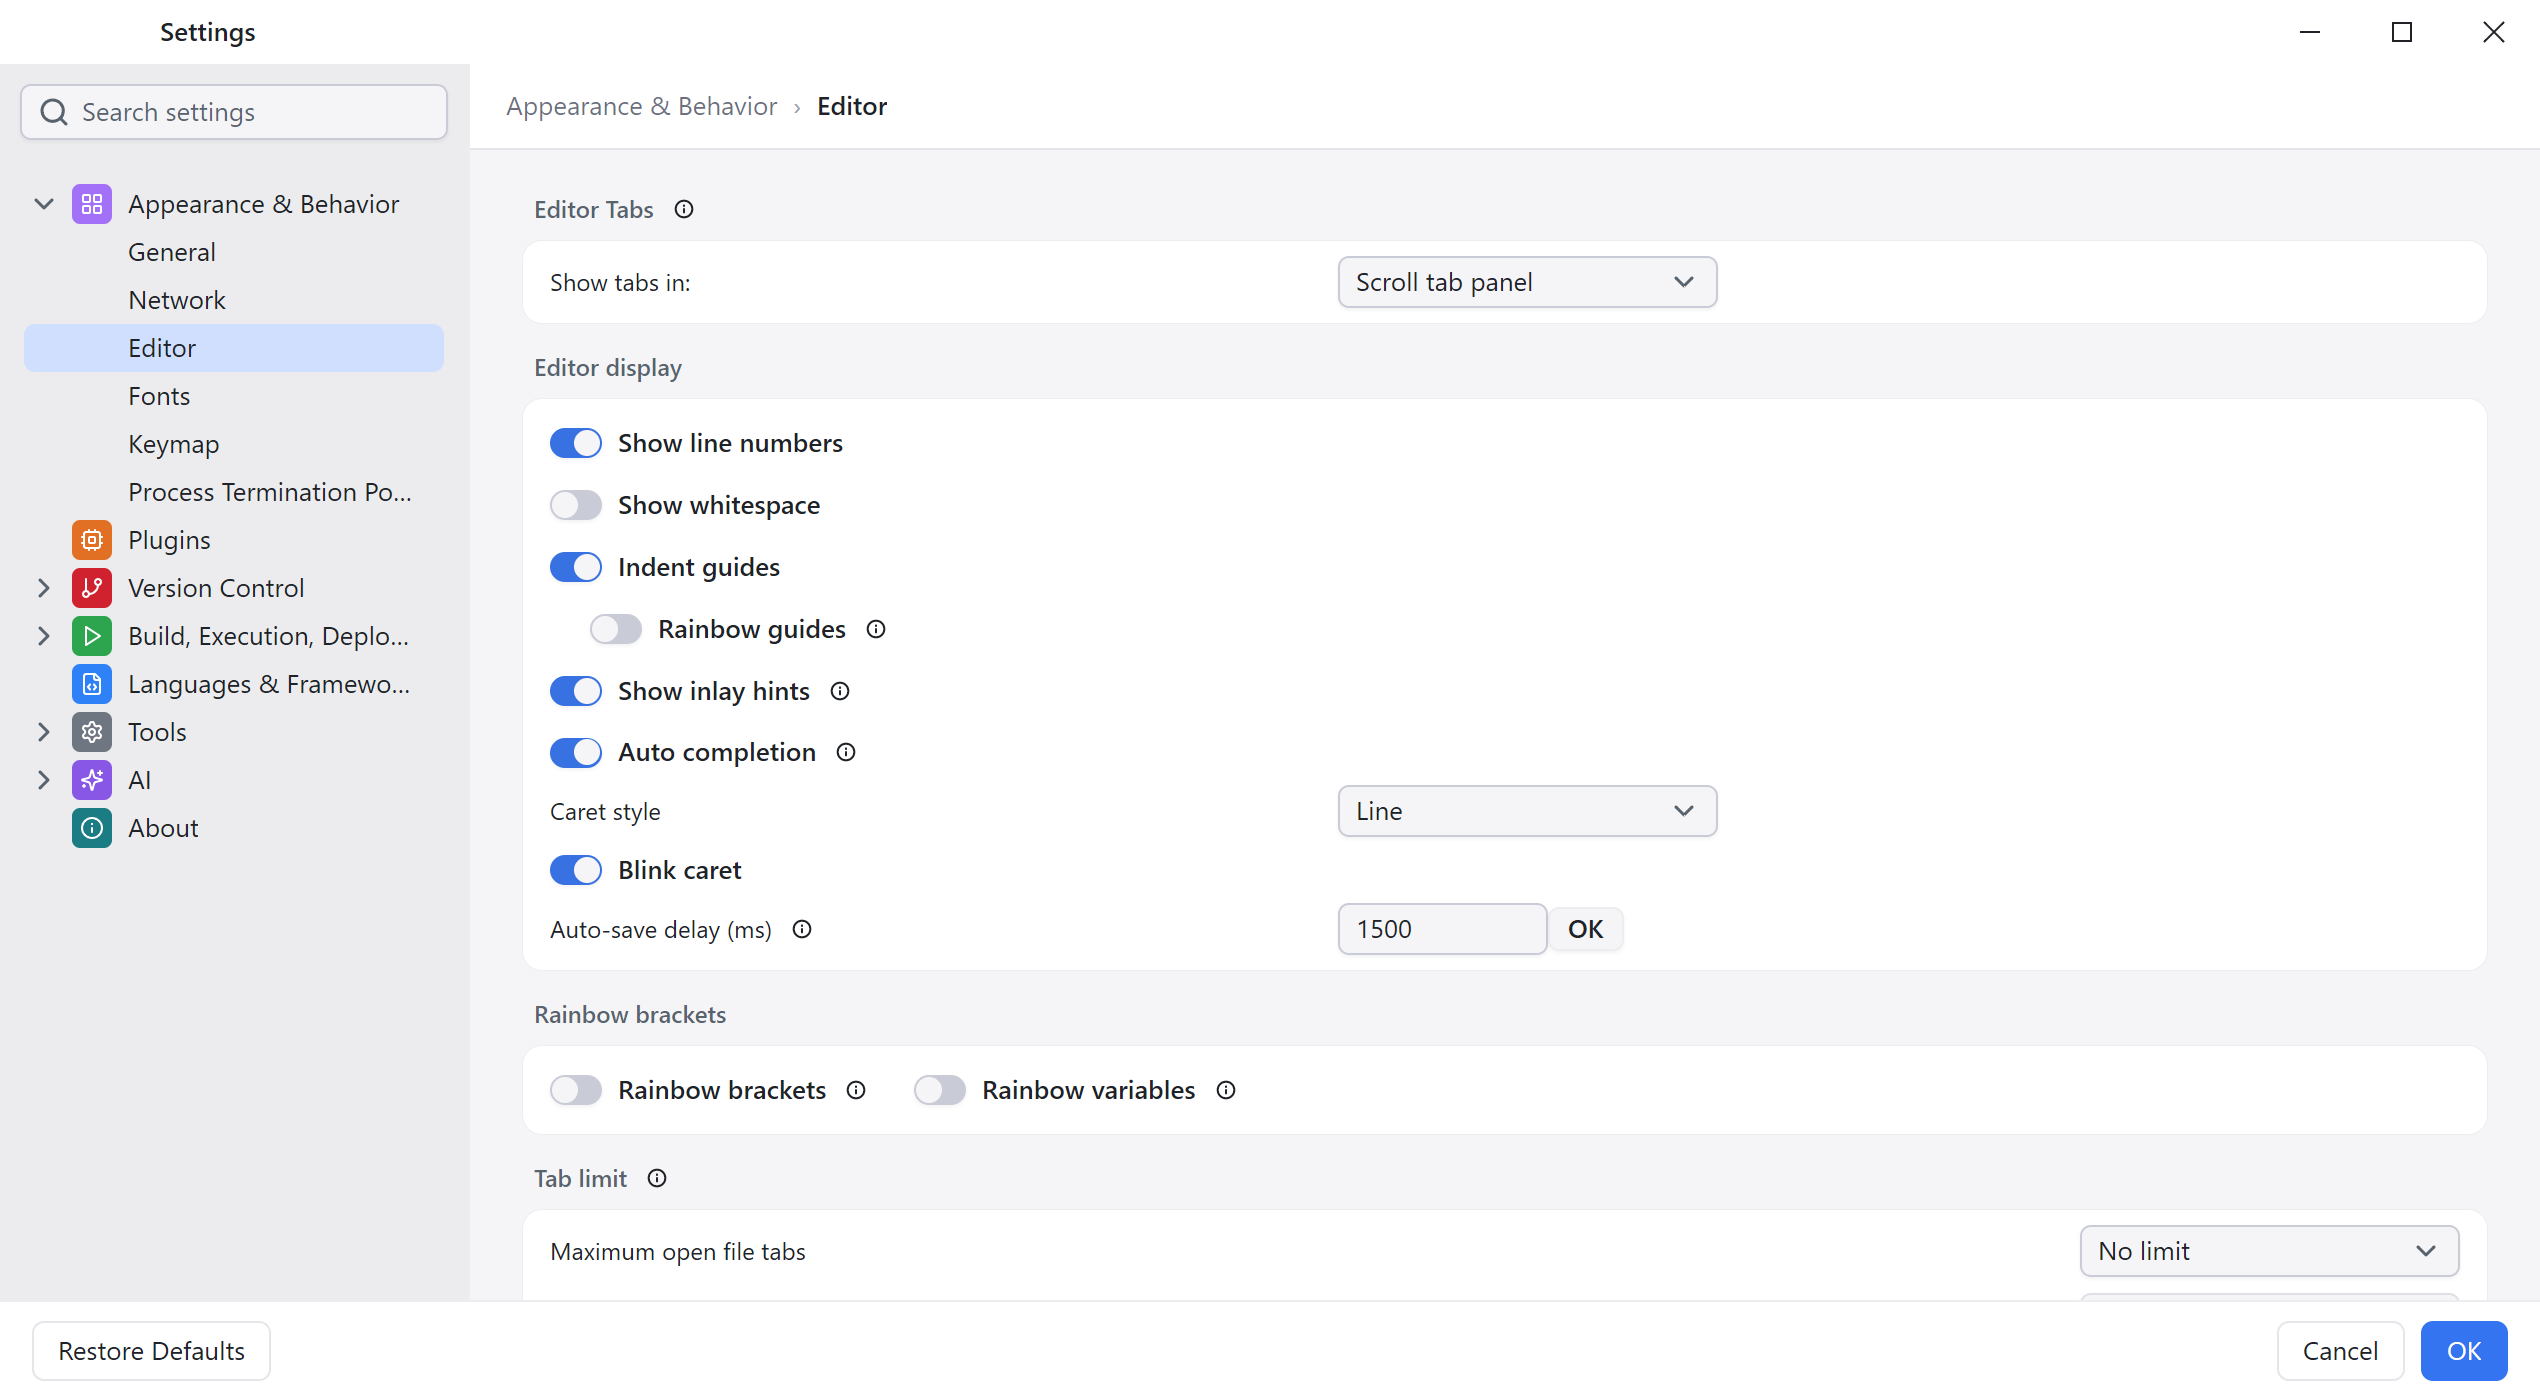 Settings
Search settings
Appearance & Behavior
General
Network
Editor
Fonts
Keymap
Process Termination Po...
Plugins
Version Control
Build, Execution, Deplo...
Languages & Framewo...
Tools
AI
About
Appearance & Behavior › Editor
Editor Tabs
Show tabs in: Scroll tab panel
Editor display
Show line numbers
Show whitespace
Indent guides
Rainbow guides
Show inlay hints
Auto completion
Caret style Line
Blink caret
Auto-save delay (ms) 1500 OK
Rainbow brackets
Rainbow brackets Rainbow variables
Tab limit
Maximum open file tabs No limit
Restore Defaults Cancel OK